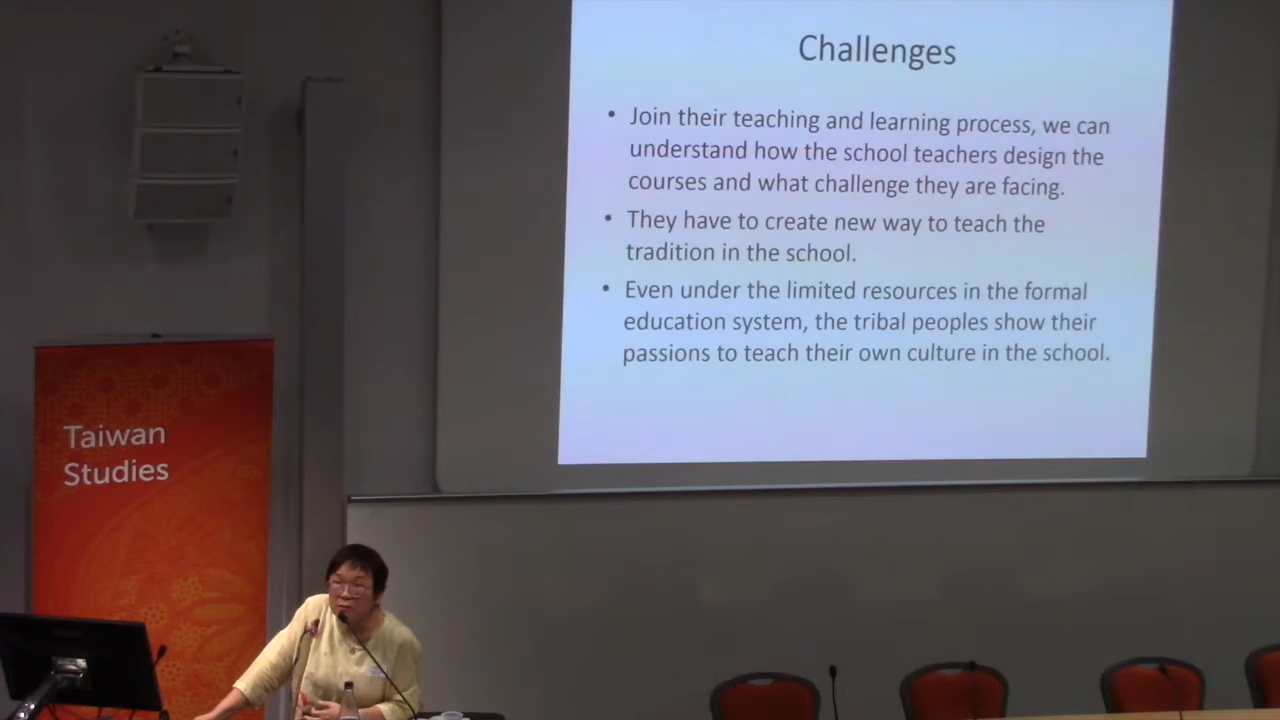 Challenges
• Join their teaching and learning process, we can
understand how the school teachers design the
courses and what challenge they are facing.
• They have to create new way to teach the
tradition in the school.
• Even under the limited resources in the formal
education system, the tribal peoples show their
passions to teach their own culture in the school.
Taiwan
Studies